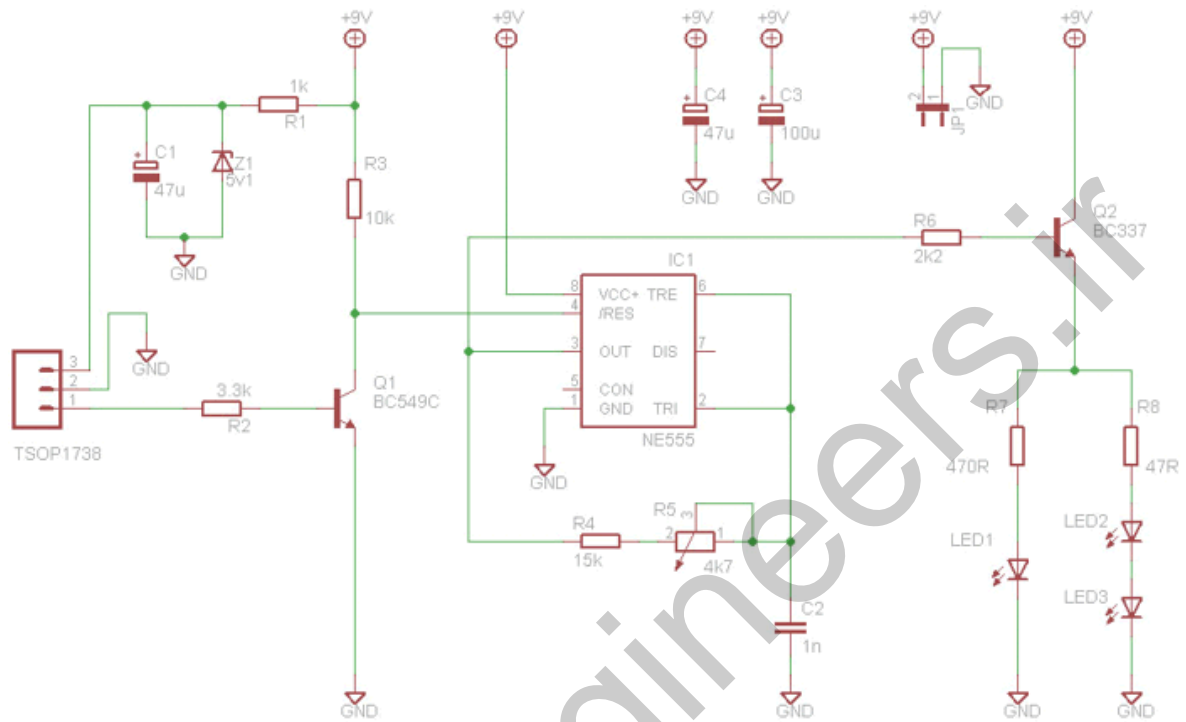 +9V
+9V
+9V
+9V
+9V
+9V
1k
R1
C1
47u
Z1
5v1
GND
R3
10k
C4
47u
GND
C3
100u
GND
2
1
JP1
GND
R6
2k2
Q2
BC337
IC1
8
VCC+
TRE
6
4
/RES
3
OUT
DIS
7
5
CON
1
GND
TRI
2
NE555
GND
3
2
1
TSOP1738
GND
3.3k
R2
Q1
BC549C
GND
R4
15k
R5
3
2
1
4k7
C2
1n
GND
R7
470R
R8
47R
LED1
LED2
LED3
GND
GND
gineers.ir